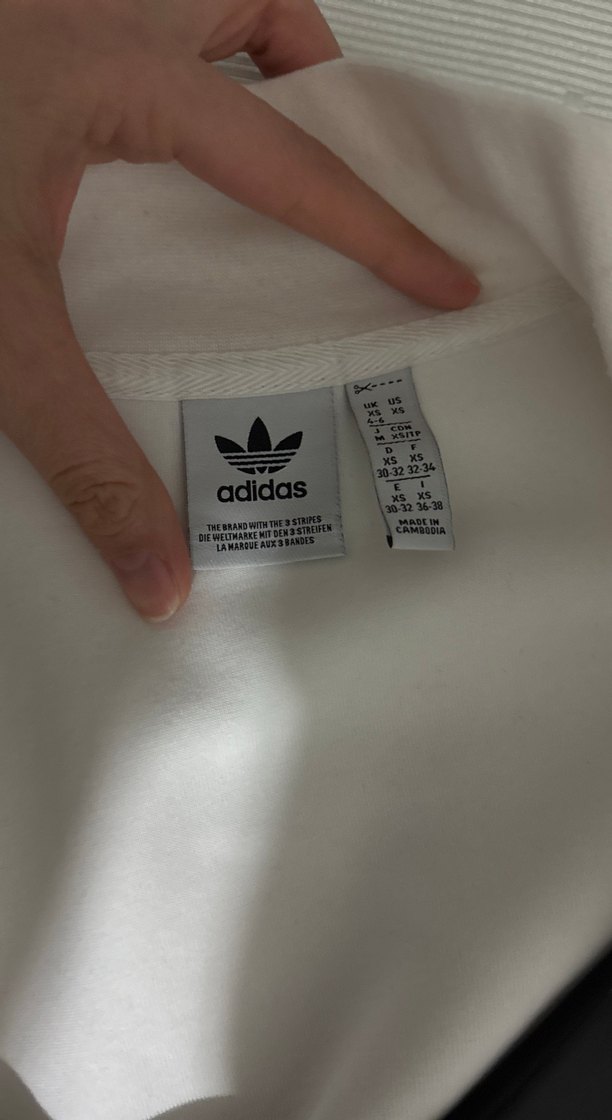 adidas
THE BRAND WITH THE 3 STRIPES
DIE WELTMARKE MIT DEN 3 STREIFEN
LA MARQUE AUX 3 BANDES
UK US
XS XS
4-6
J CDN
M XS/TP
D F
XS XS
30-32 32-34
E I
XS XS
30-32 36-38
MADE IN
CAMBODIA